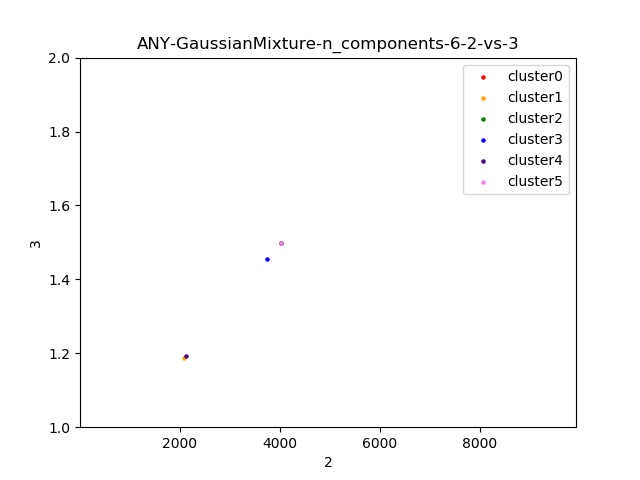 ANY-GaussianMixture-n_components-6-2-vs-3
2.0
cluster0
cluster1
cluster2
cluster3
cluster4
cluster5
1.8
1.6
1.4
1.2
1.0
3
2000 4000 6000 8000
2